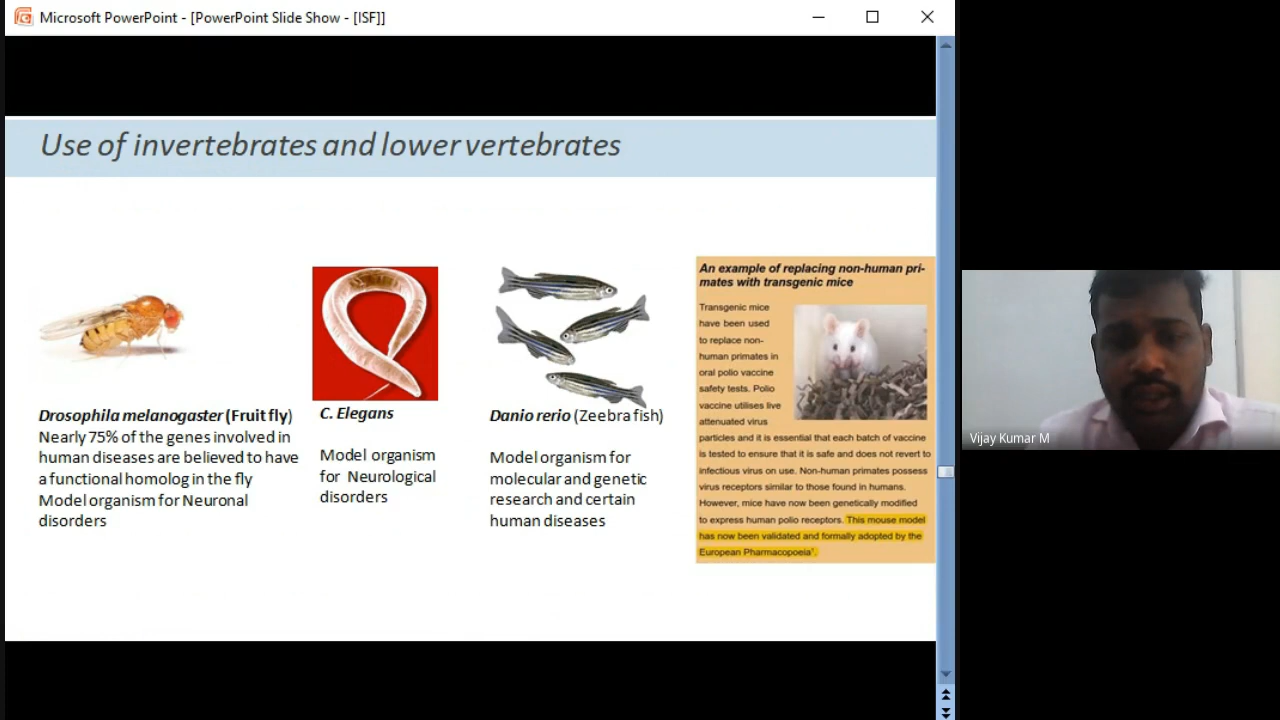 Microsoft PowerPoint - [PowerPoint Slide Show - [ISF]]
Use of invertebrates and lower vertebrates
Drosophila melanogaster (Fruit fly)
Nearly 75% of the genes involved in
human diseases are believed to have
a functional homolog in the fly
Model organism for Neuronal
disorders
C. Elegans
Model organism
for Neurological
disorders
Danio rerio (Zeebra fish)
Model organism for
molecular and genetic
research and certain
human diseases
An example of replacing non-human pri-
mates with transgenic mice
Transgenic mice
have been used
to replace non-
human primates in
oral polio vaccine
safety tests. Polio
vaccine utilises live
attenuated virus
particles and it is essential that each batch of vaccine
is tested to ensure that it is safe and does not revert to
infectious virus on use. Non-human primates possess
virus receptors similar to those found in humans.
However, mice have now been genetically modified
to express human polio receptors. This mouse model
has now been validated and formally adopted by the
European Pharmacopoeia¹.
Vijay Kumar M